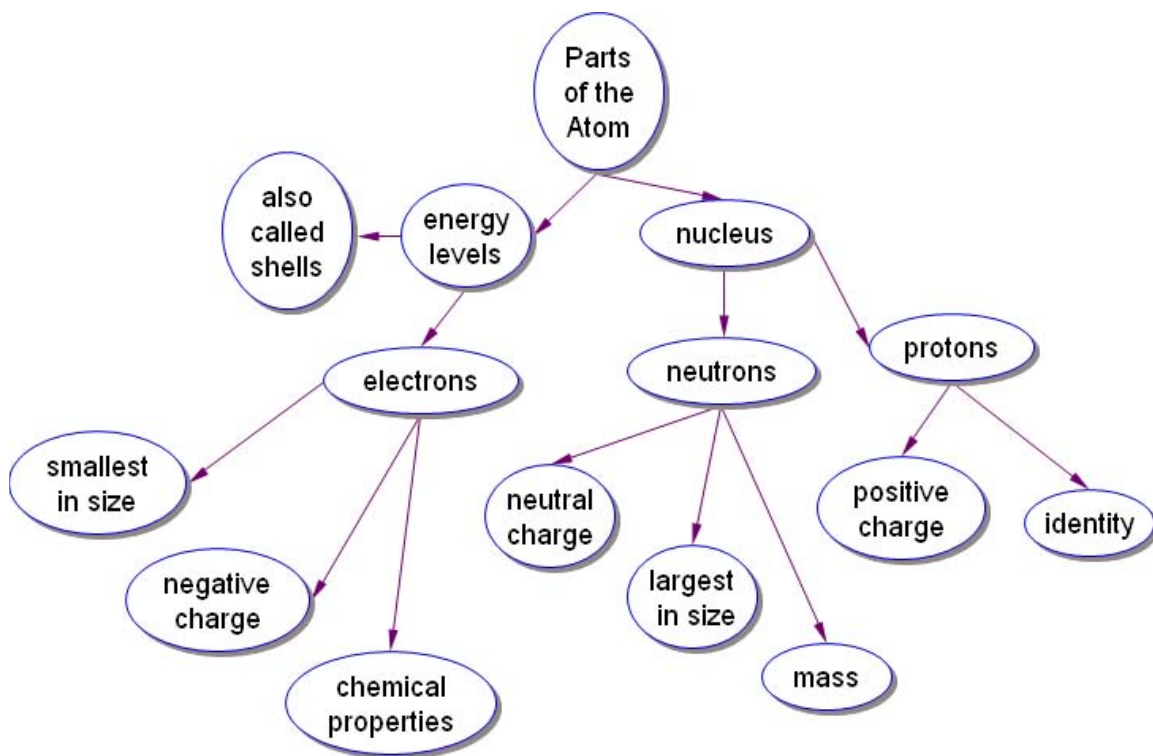 Parts
of the
Atom
also
called
shells
energy
levels
nucleus
electrons
neutrons
protons
smallest
in size
neutral
charge
positive
charge
identity
negative
charge
largest
in size
chemical
properties
mass